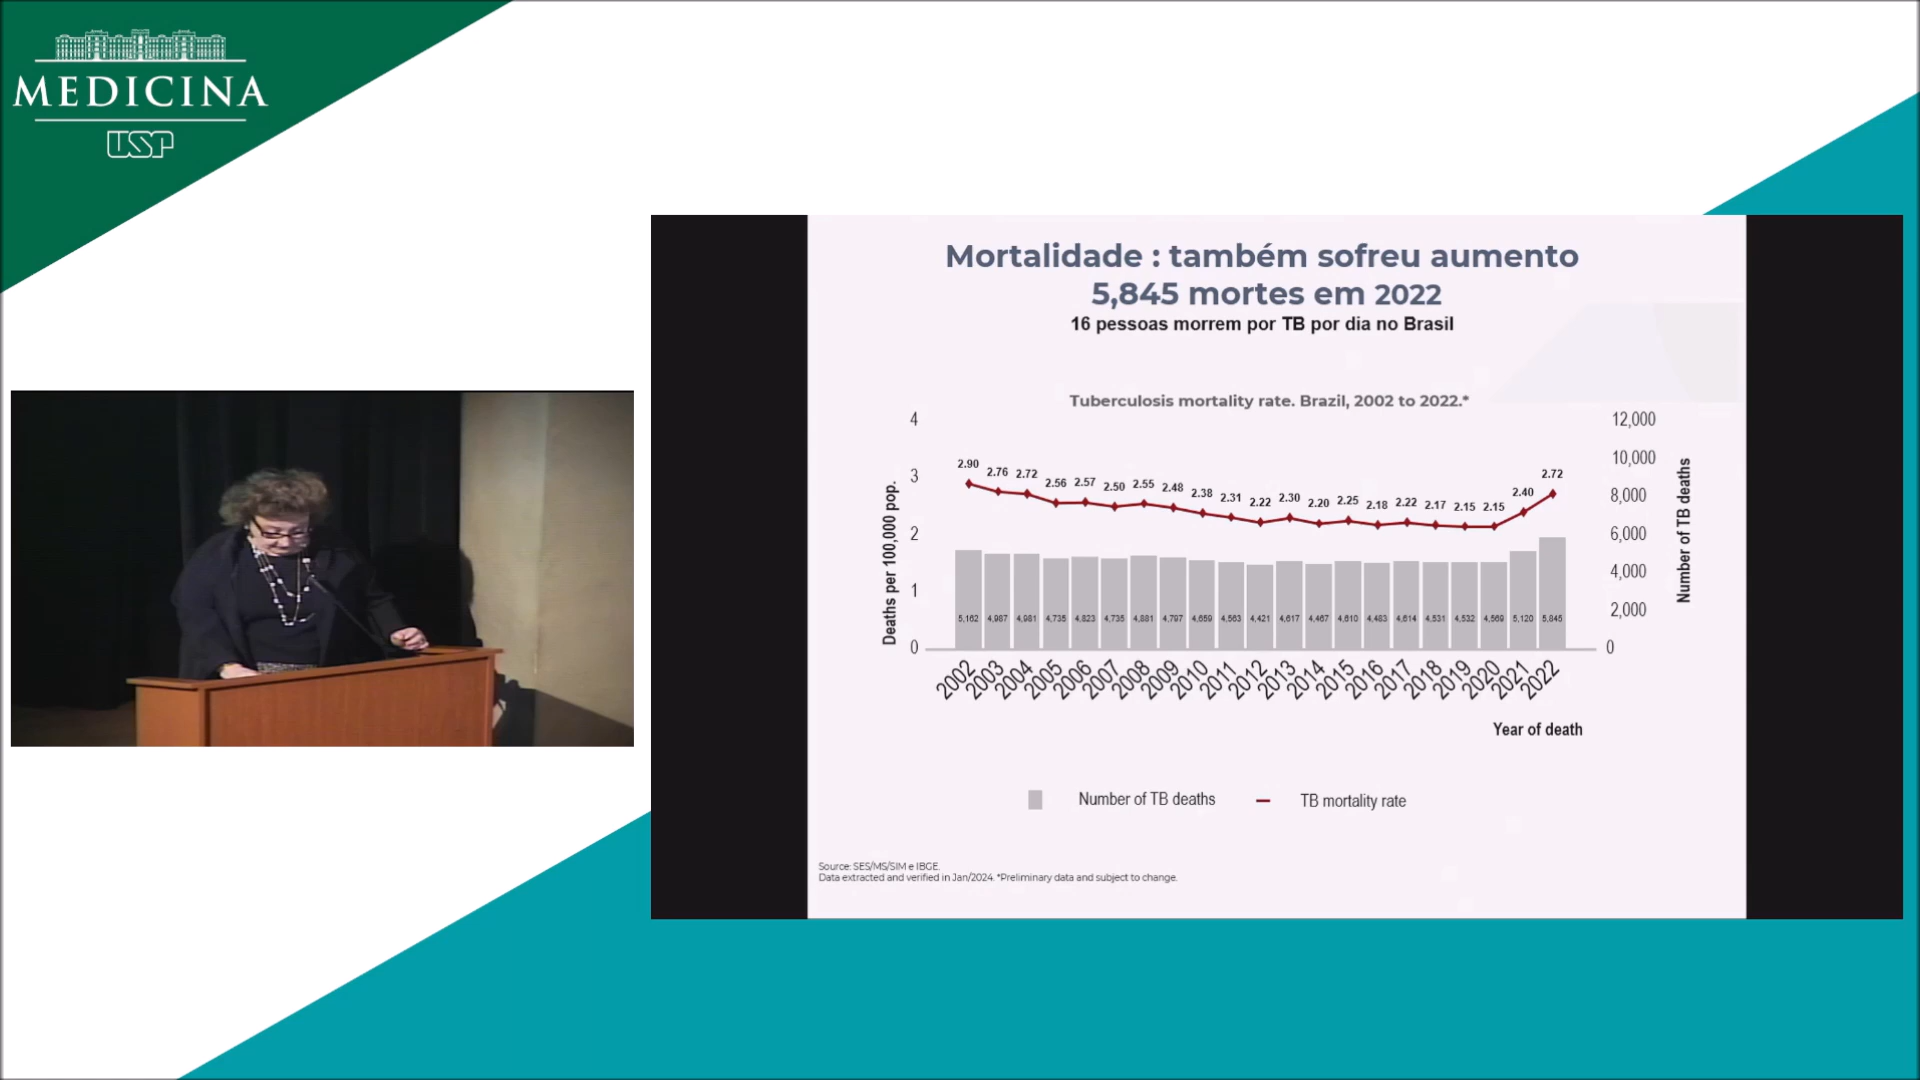 MEDICINA
USP
Mortalidade : também sofreu aumento
5,845 mortes em 2022
16 pessoas morrem por TB por dia no Brasil
Tuberculosis mortality rate. Brazil, 2002 to 2022.*
4
3
2
1
0
Deaths per 100,000 pop.
12,000
10,000
8,000
6,000
4,000
2,000
0
Number of TB deaths
2.90 2.76 2.72 2.56 2.57 2.50 2.55 2.48 2.38 2.31 2.22 2.30 2.20 2.25 2.18 2.22 2.17 2.15 2.15 2.40 2.72
5,162 4,987 4,981 4,735 4,823 4,735 4,881 4,797 4,659 4,563 4,421 4,617 4,467 4,610 4,483 4,614 4,531 4,532 4,569 5,120 5,845
2002 2003 2004 2005 2006 2007 2008 2009 2010 2011 2012 2013 2014 2015 2016 2017 2018 2019 2020 2021 2022
Year of death
Number of TB deaths
TB mortality rate
Source: SES/MS/SIM e IBGE.
Data extracted and verified in Jan/2024. *Preliminary data and subject to change.